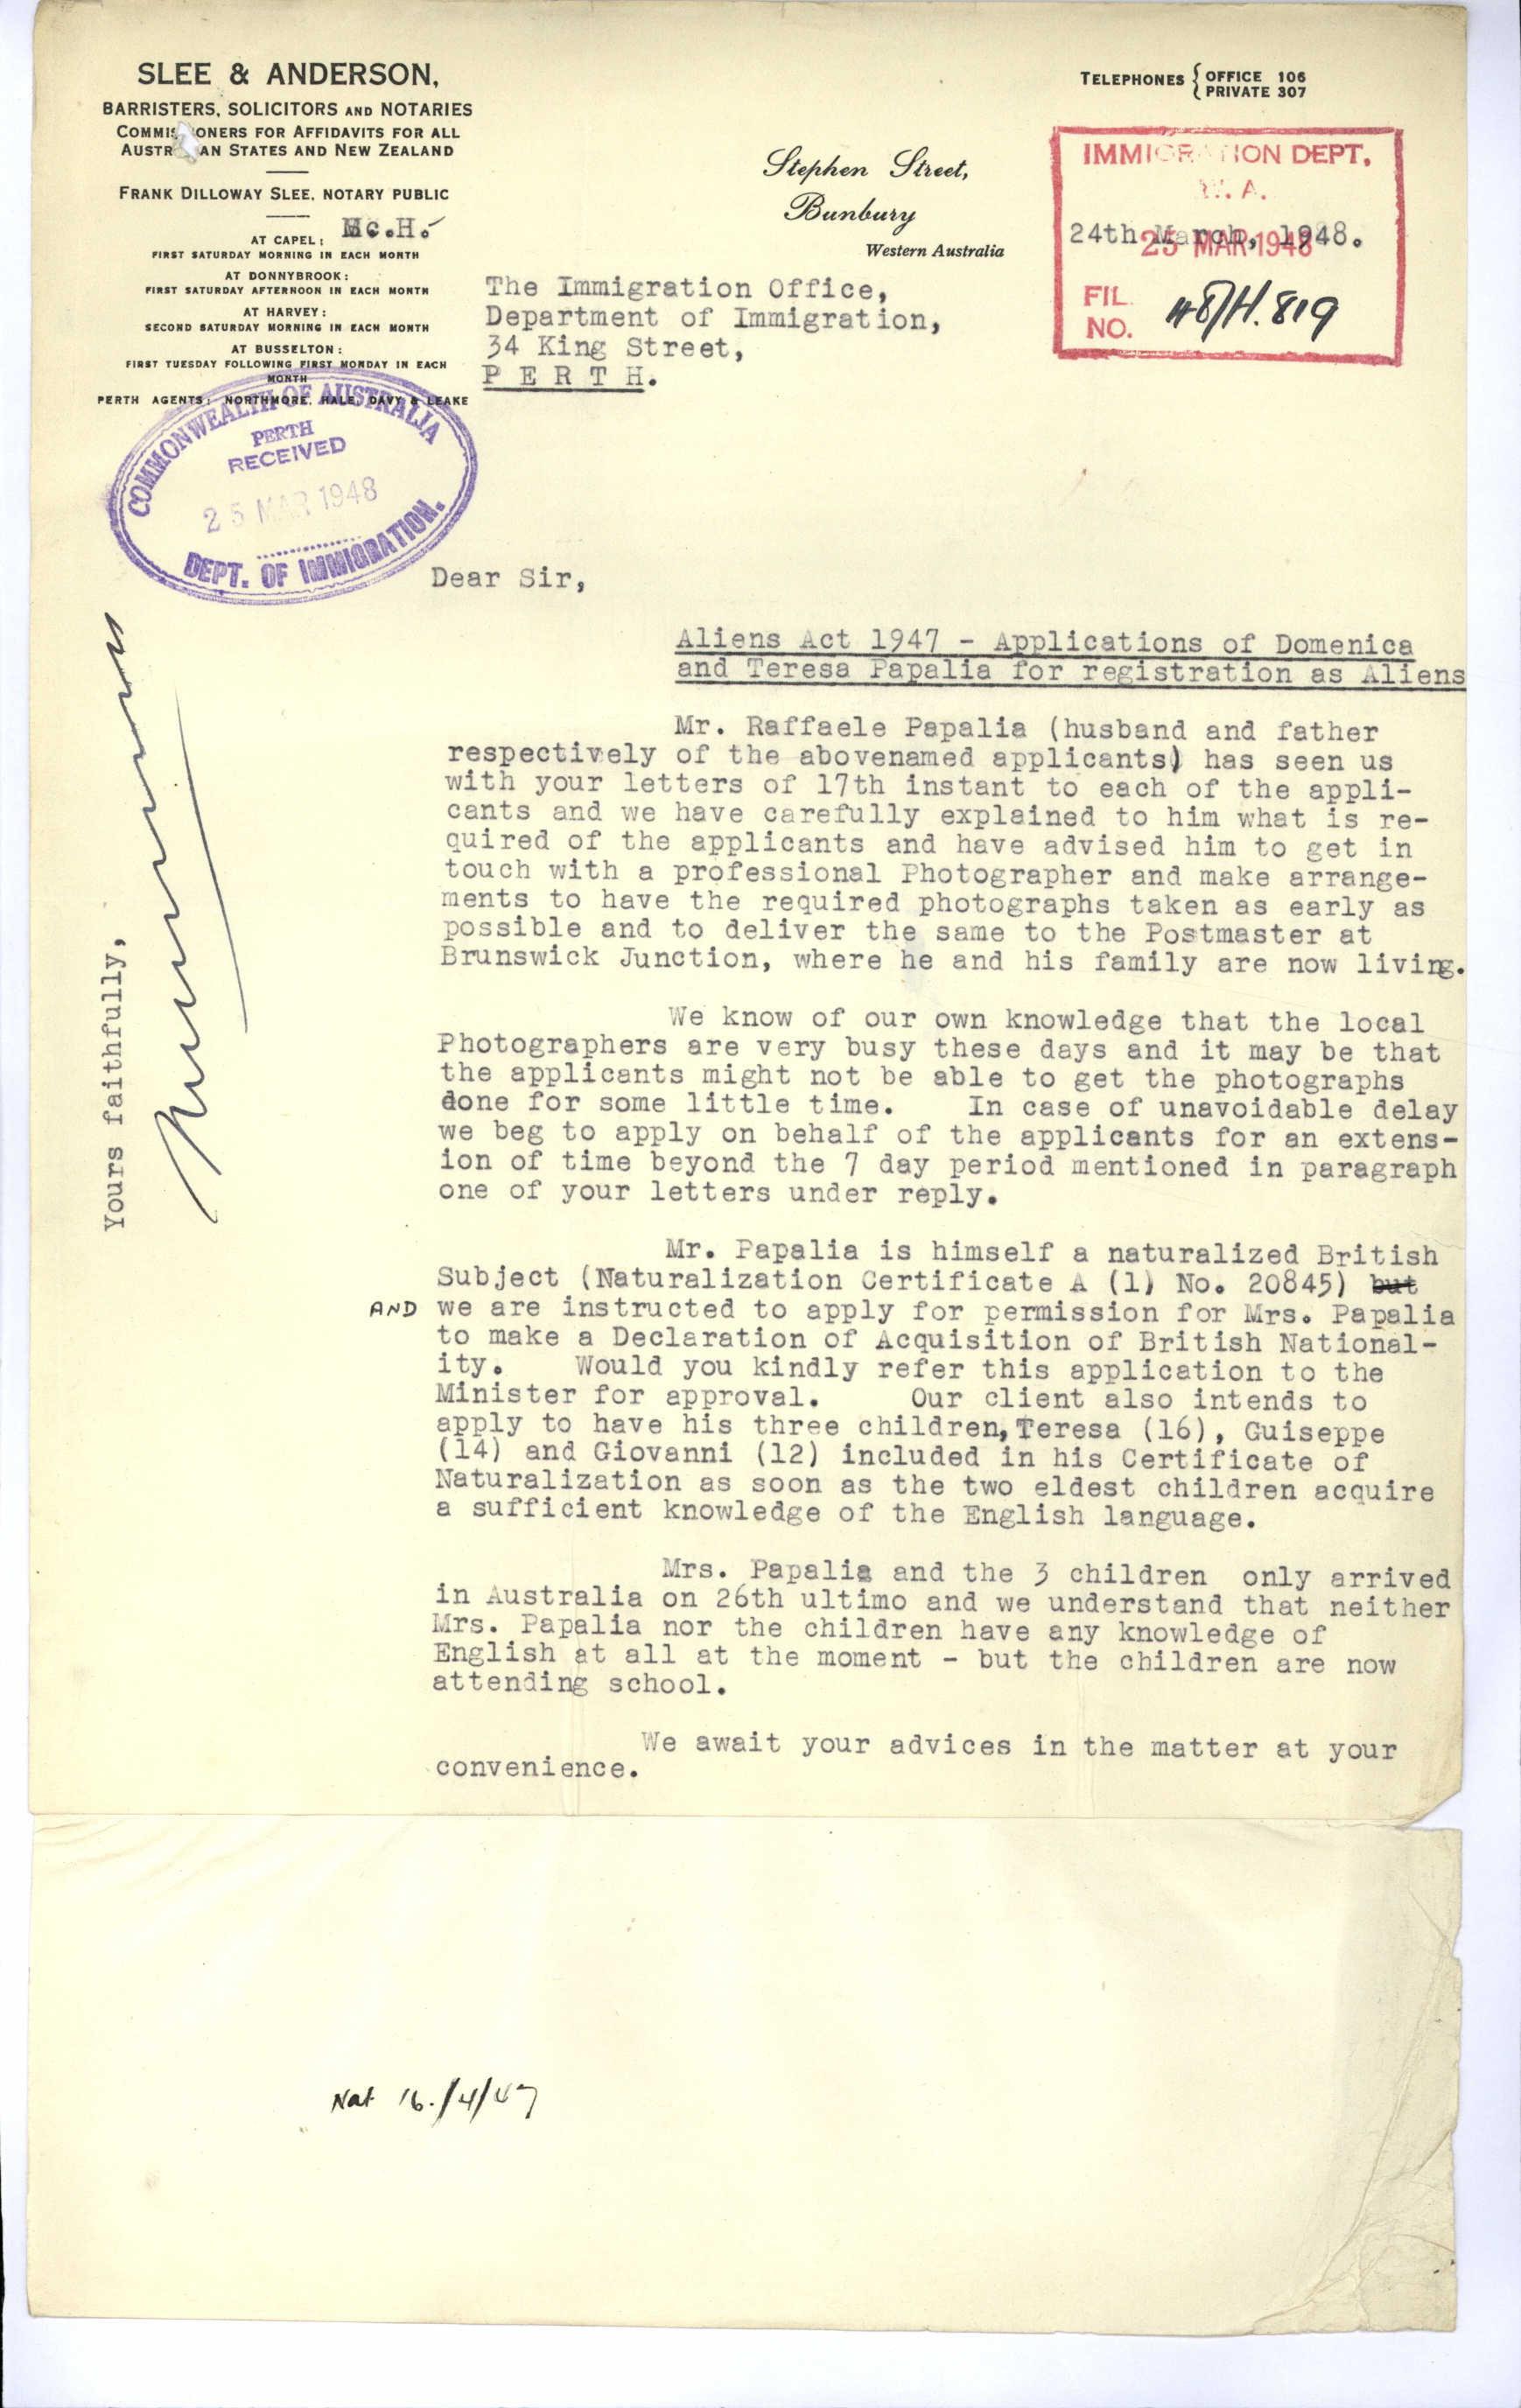 SLEE & ANDERSON,
BARRISTERS, SOLICITORS AND NOTARIES
COMMIS ONERS FOR AFFIDAVITS FOR ALL
AUSTR AN STATES AND NEW ZEALAND
FRANK DILLOWAY SLEE, NOTARY PUBLIC
Mc.H.
AT CAPEL:
FIRST SATURDAY MORNING IN EACH MONTH
AT DONNYBROOK:
FIRST SATURDAY AFTERNOON IN EACH MONTH
AT HARVEY:
SECOND SATURDAY MORNING IN EACH MONTH
AT BUSSELTON:
FIRST TUESDAY FOLLOWING FIRST MONDAY IN EACH
MONTH
PERTH AGENTS: NORTHMORE, HALE, DAVY & LEAKE
TELEPHONES { OFFICE 106
PRIVATE 307
Stephen Street,
Bunbury
Western Australia
IMMIGRATION DEPT.
W. A.
24th March, 1948.
25 MAR 1948
FIL
NO. 48/H.819
The Immigration Office,
Department of Immigration,
34 King Street,
P E R T H.
COMMONWEALTH OF AUSTRALIA
PERTH
RECEIVED
25 MAR 1948
DEPT. OF IMMIGRATION.
Dear Sir,
Aliens Act 1947 - Applications of Domenica
and Teresa Papalia for registration as Aliens
Mr. Raffaele Papalia (husband and father
respectively of the abovenamed applicants) has seen us
with your letters of 17th instant to each of the appli-
cants and we have carefully explained to him what is re-
quired of the applicants and have advised him to get in
touch with a professional Photographer and make arrange-
ments to have the required photographs taken as early as
possible and to deliver the same to the Postmaster at
Brunswick Junction, where he and his family are now living.
We know of our own knowledge that the local
Photographers are very busy these days and it may be that
the applicants might not be able to get the photographs
done for some little time. In case of unavoidable delay
we beg to apply on behalf of the applicants for an extens-
ion of time beyond the 7 day period mentioned in paragraph
one of your letters under reply.
Mr. Papalia is himself a naturalized British
Subject (Naturalization Certificate A (1) No. 20845) but
AND we are instructed to apply for permission for Mrs. Papalia
to make a Declaration of Acquisition of British National-
ity. Would you kindly refer this application to the
Minister for approval. Our client also intends to
apply to have his three children, Teresa (16), Guiseppe
(14) and Giovanni (12) included in his Certificate of
Naturalization as soon as the two eldest children acquire
a sufficient knowledge of the English language.
Mrs. Papalia and the 3 children only arrived
in Australia on 26th ultimo and we understand that neither
Mrs. Papalia nor the children have any knowledge of
English at all at the moment - but the children are now
attending school.
We await your advices in the matter at your
convenience.
Yours faithfully,
Nat 16./4/47